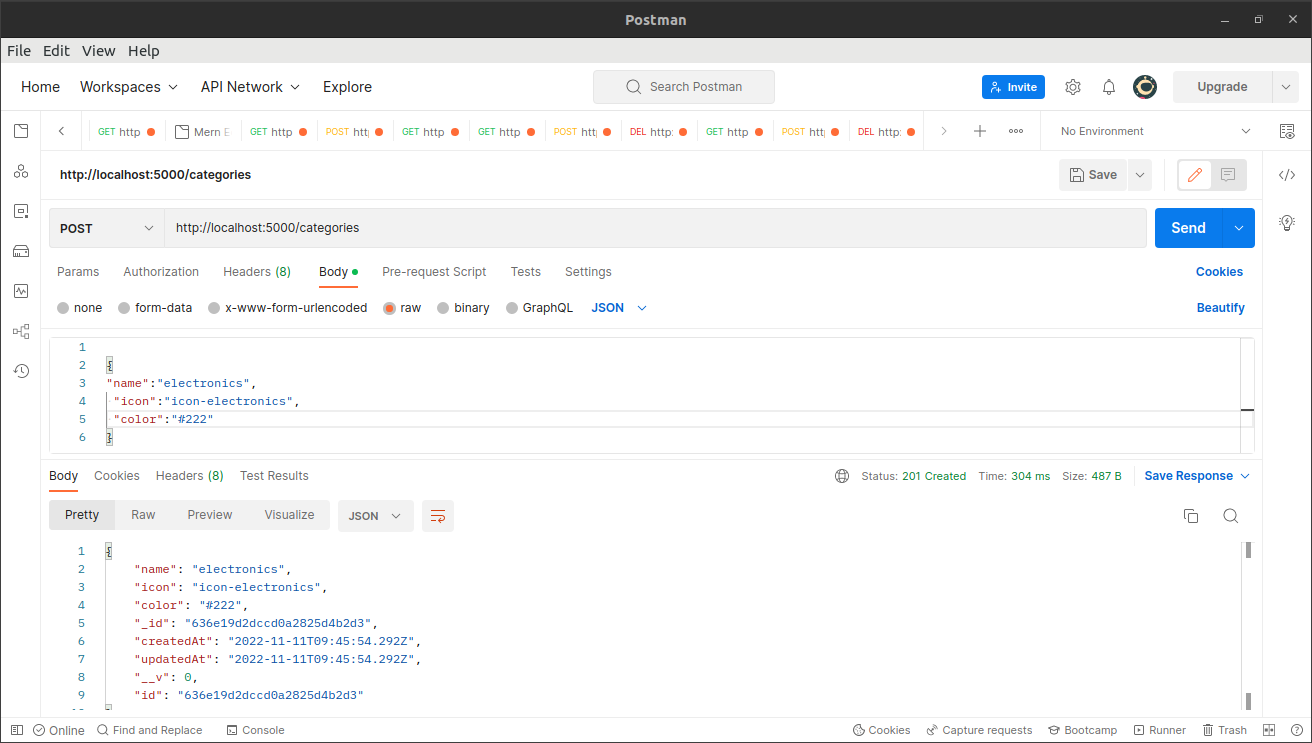 Postman
File Edit View Help
Home Workspaces API Network Explore Search Postman Invite Upgrade
GET http Mern E GET http POST htt GET http GET http POST htt DEL http: GET http POST htt DEL http: No Environment
http://localhost:5000/categories Save
POST http://localhost:5000/categories Send
Params Authorization Headers (8) Body Pre-request Script Tests Settings Cookies
none form-data x-www-form-urlencoded raw binary GraphQL JSON Beautify
1
2 {
3 "name":"electronics",
4 "icon":"icon-electronics",
5 "color":"#222"
6 }
Body Cookies Headers (8) Test Results Status: 201 Created Time: 304 ms Size: 487 B Save Response
Pretty Raw Preview Visualize JSON
1 {
2 "name": "electronics",
3 "icon": "icon-electronics",
4 "color": "#222",
5 "_id": "636e19d2dccd0a2825d4b2d3",
6 "createdAt": "2022-11-11T09:45:54.292Z",
7 "updatedAt": "2022-11-11T09:45:54.292Z",
8 "__v": 0,
9 "id": "636e19d2dccd0a2825d4b2d3"
Online Find and Replace Console Cookies Capture requests Bootcamp Runner Trash